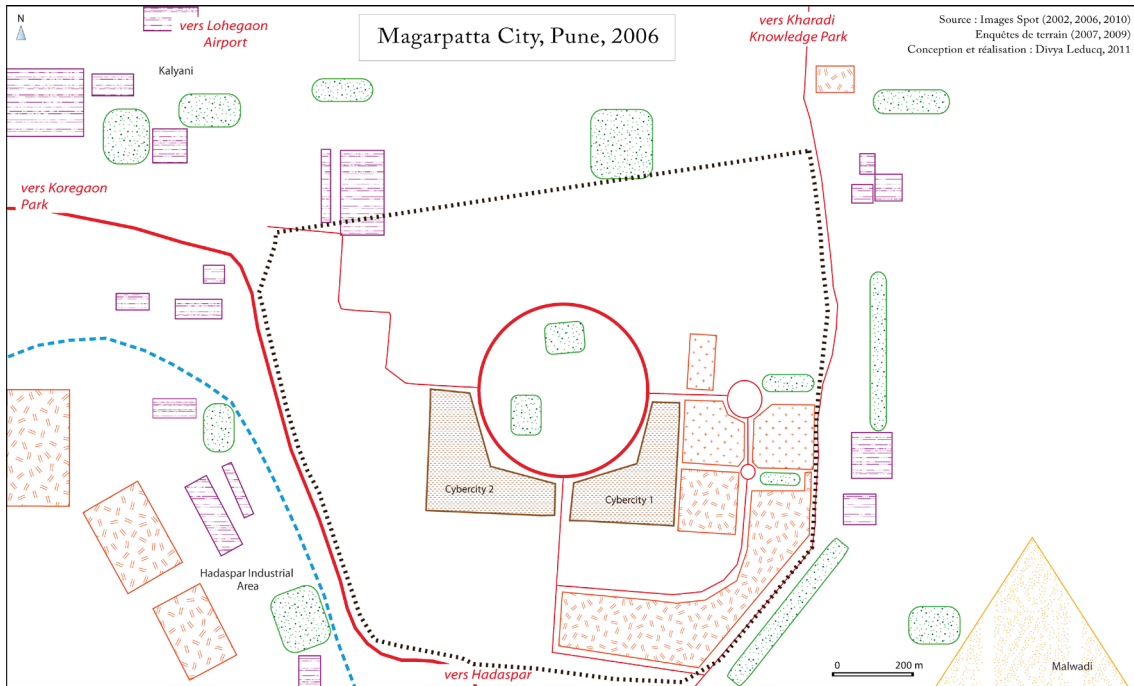 N
vers Lohegaon
Airport
Kalyani
Magarpatta City, Pune, 2006
vers Kharadi
Knowledge Park
Source : Images Spot (2002, 2006, 2010)
Enquêtes de terrain (2007, 2009)
Conception et réalisation : Divya Leducq, 2011
vers Koregaon
Park
Cybercity 2
Cybercity 1
Hadaspar Industrial
Area
vers Hadaspar
0
200 m
Malwadi